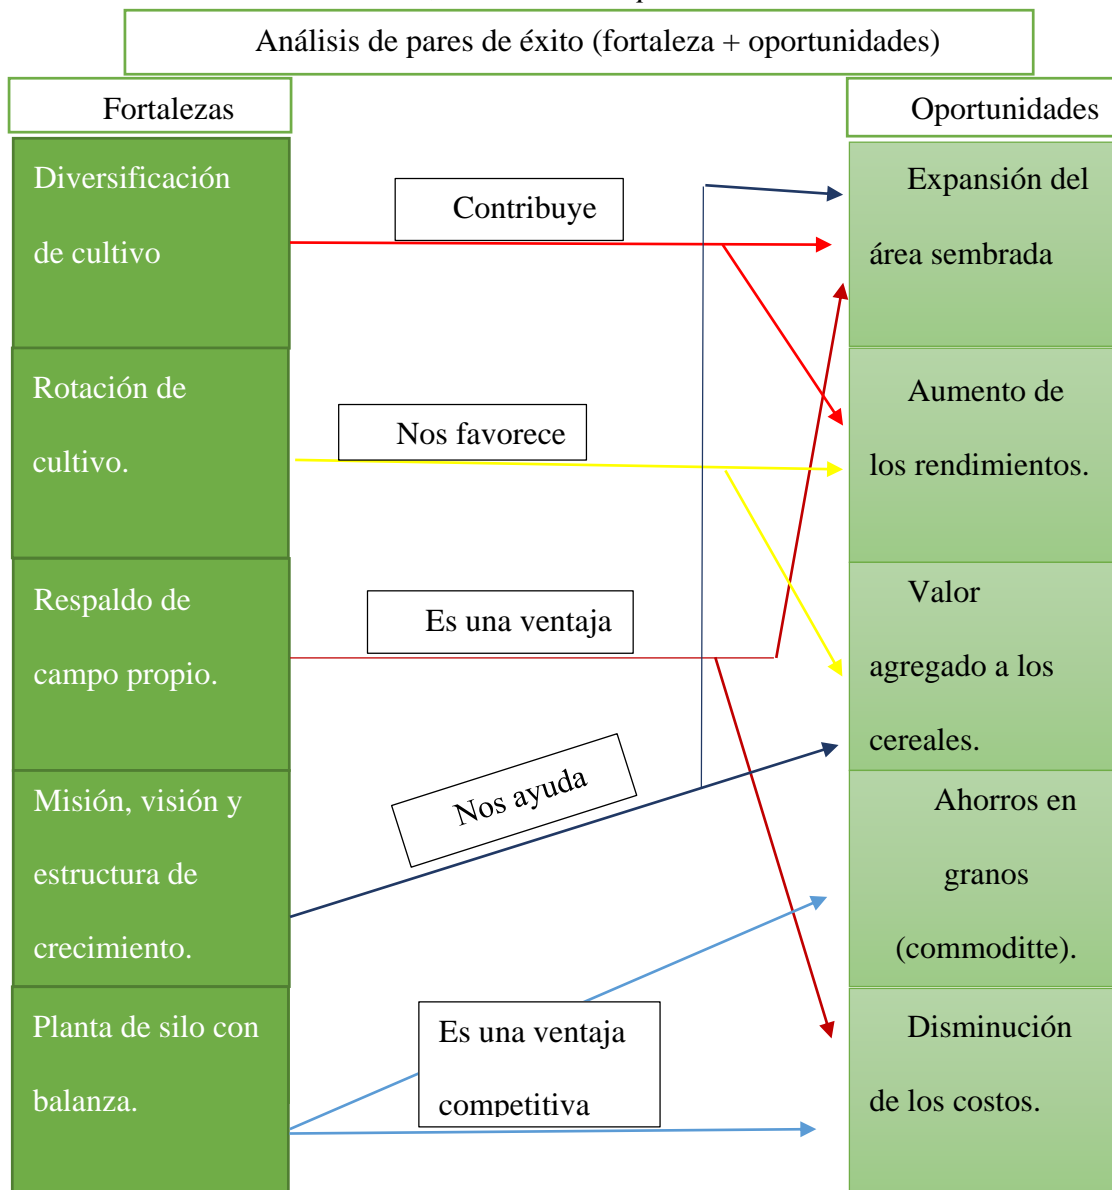 Análisis de pares de éxito (fortaleza + oportunidades)
Fortalezas
Oportunidades
Diversificación
de cultivo
Contribuye
Expansión del
área sembrada
Rotación de
cultivo.
Nos favorece
Aumento de
los rendimientos.
Respaldo de
campo propio.
Es una ventaja
Valor
agregado a los
cereales.
Misión, visión y
estructura de
crecimiento.
Nos ayuda
Ahorros en
granos
(commoditte).
Planta de silo con
balanza.
Es una ventaja
competitiva
Disminución
de los costos.